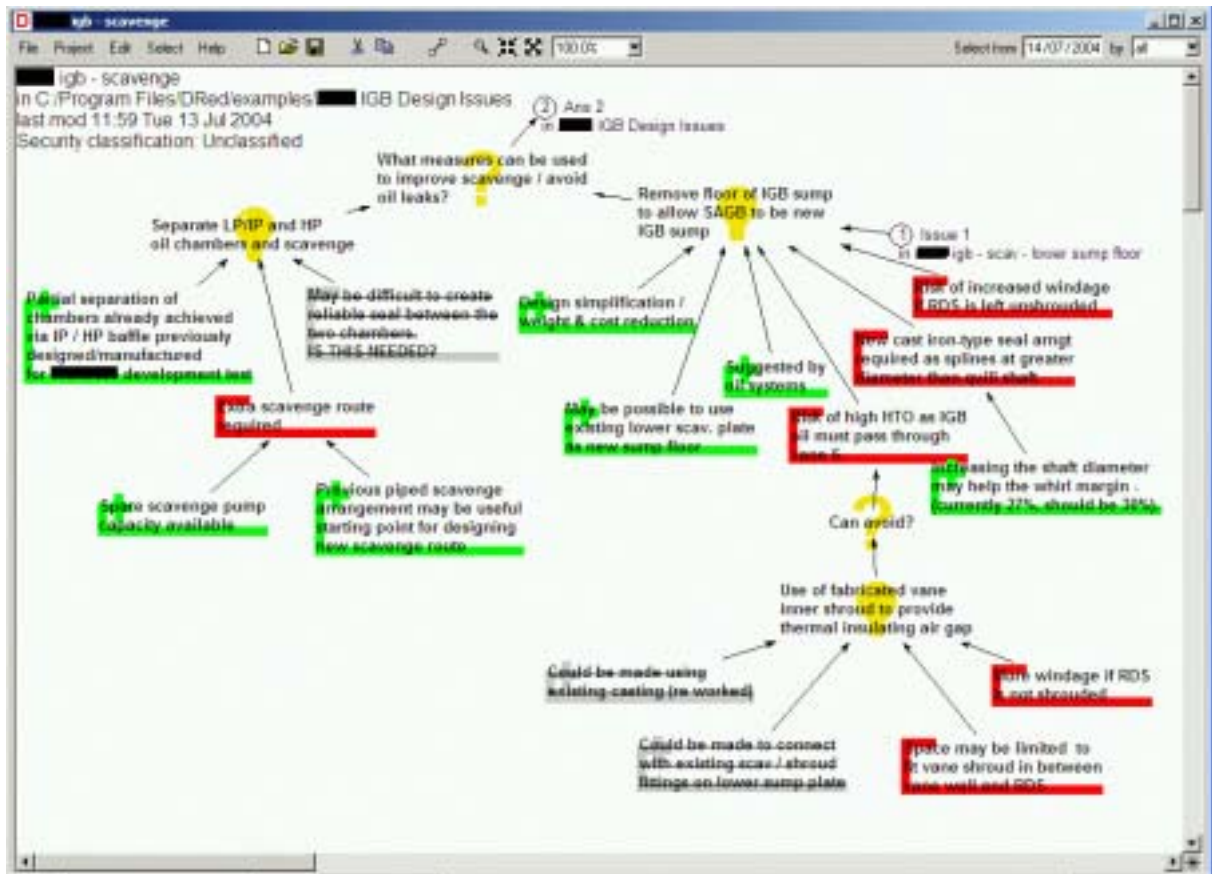 igb - scavenge
File Project Edit Select Help 100.0% Select from 14/07/2004 by all
igb - scavenge
in C:/Program Files/DRed/examples/ IGB Design Issues
last mod 11:59 Tue 13 Jul 2004
Security classification: Unclassified
2 Ans 2
in IGB Design Issues
What measures can be used
to improve scavenge / avoid
oil leaks?
Separate LP/IP and HP
oil chambers and scavenge
Remove floor of IGB sump
to allow SAGB to be new
IGB sump
1 Issue 1
in igb - scav - lower sump floor
Partial separation of
chambers already achieved
via IP / HP baffle previously
designed/manufactured
for development test
May be difficult to create
reliable seal between the
two chambers.
IS THIS NEEDED?
Design simplification /
weight & cost reduction
Risk of increased windage
if RDS is left unshrouded
New cast iron-type seal arngt
required as splines at greater
diameter than quill shaft
Suggested by
oil systems
Extra scavenge route
required
May be possible to use
existing lower scav. plate
as new sump floor
Risk of high HTO as IGB
oil must pass through
vane 6
Increasing the shaft diameter
may help the whirl margin -
(currently 27%, should be 30%).
Spare scavenge pump
capacity available
Previous piped scavenge
arrangement may be useful
starting point for designing
new scavenge route
Can avoid?
Use of fabricated vane
inner shroud to provide
thermal insulating air gap
Could be made using
existing casting (re worked)
More windage if RDS
is not shrouded
Could be made to connect
with existing scav / shroud
fittings on lower sump plate
Space may be limited to
fit vane shroud in between
vane wall and RDS